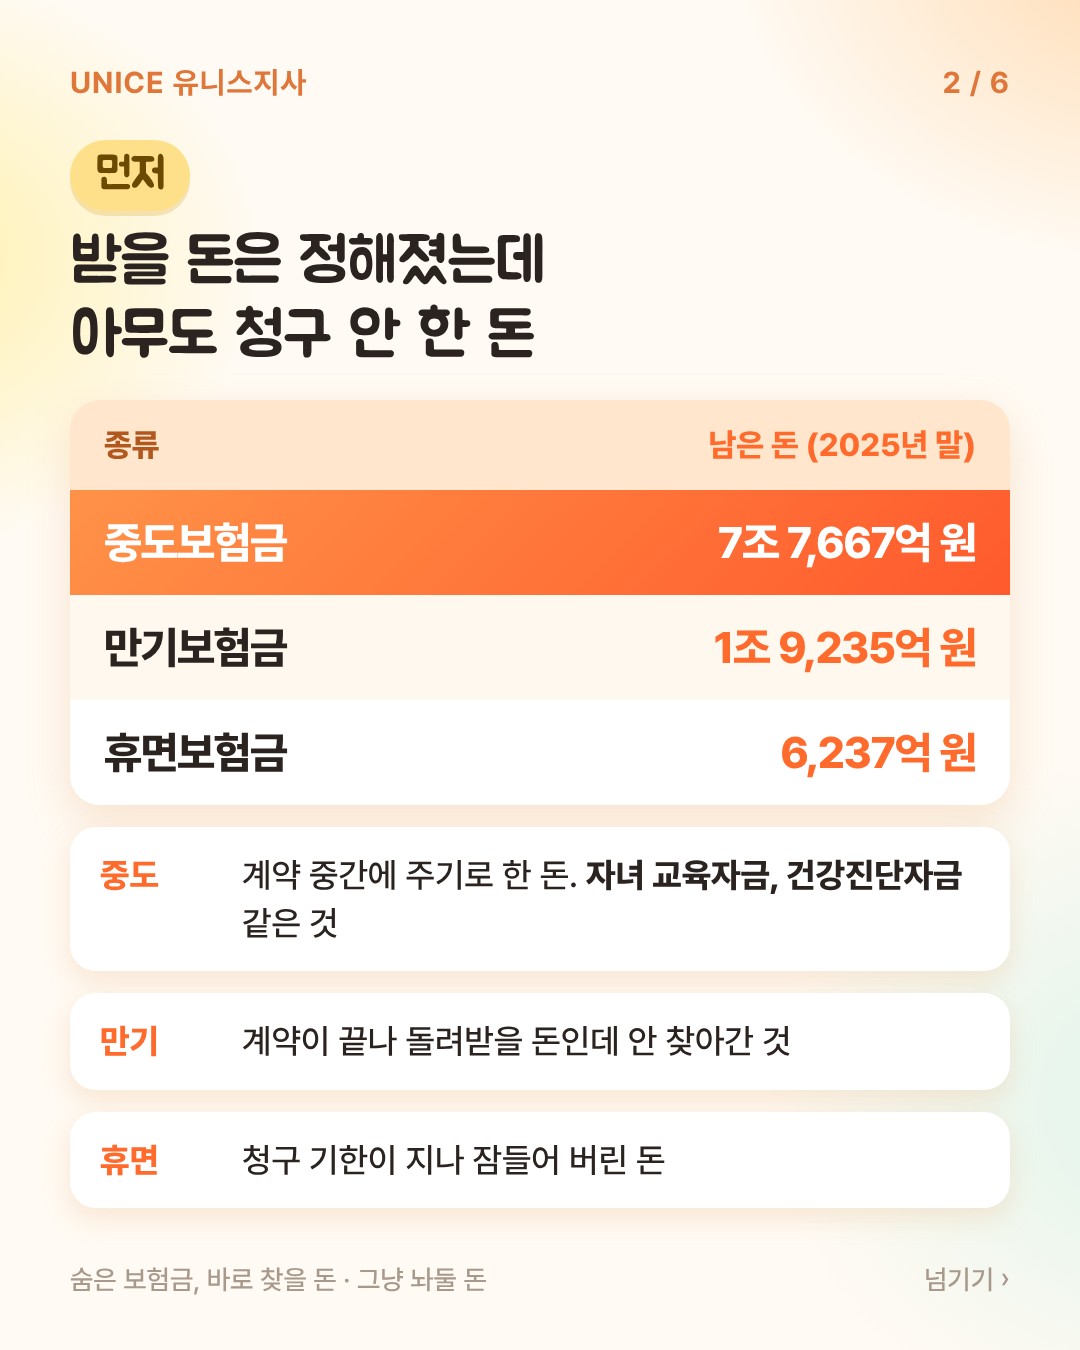 UNICE 유니스지사
2 / 6
먼저
받을 돈은 정해졌는데
아무도 청구 안 한 돈
종류 남은 돈 (2025년 말)
중도보험금 7조 7,667억 원
만기보험금 1조 9,235억 원
휴면보험금 6,237억 원
중도 계약 중간에 주기로 한 돈. 자녀 교육자금, 건강진단자금
같은 것
만기 계약이 끝나 돌려받을 돈인데 안 찾아간 것
휴면 청구 기한이 지나 잠들어 버린 돈
숨은 보험금, 바로 찾을 돈 · 그냥 놔둘 돈
넘기기 ›